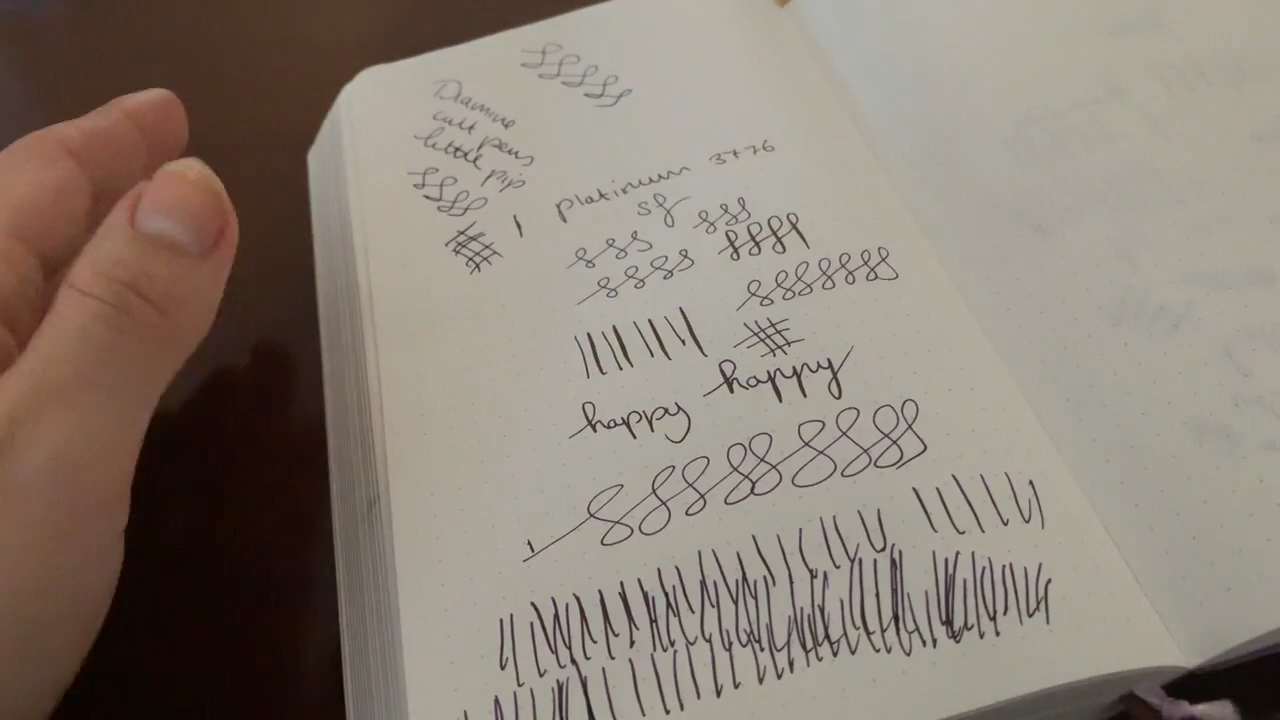 Diamine
cult pens
little pip
platinum 3776
sf
happy happy